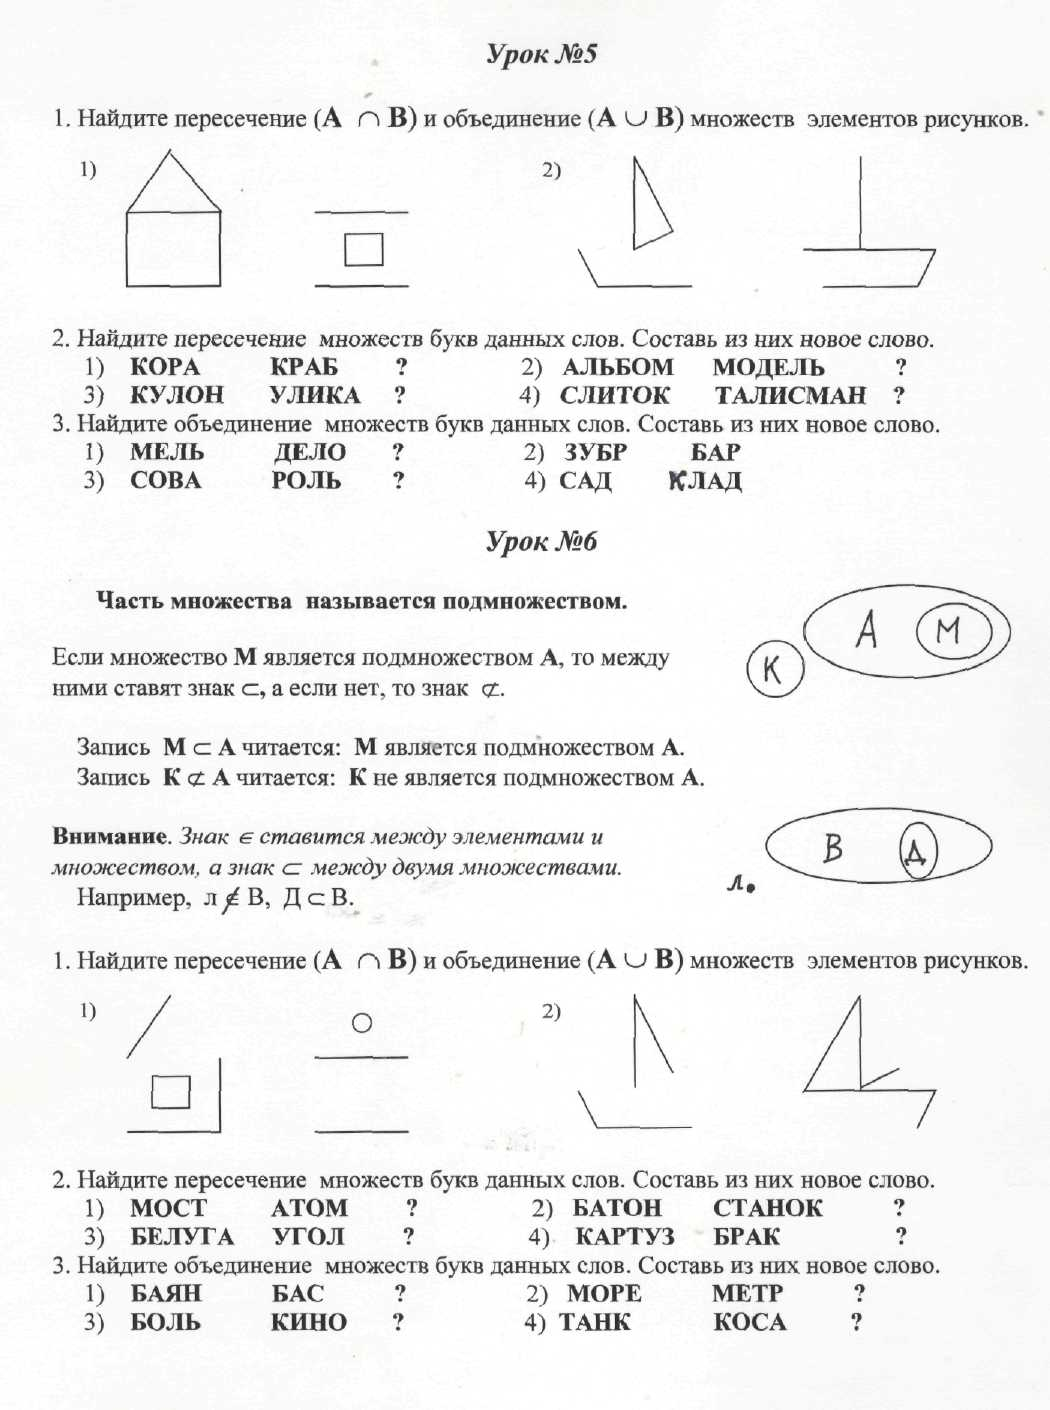 Урок №5
1. Найдите пересечение (А ∩ В) и объединение (А ∪ В) множеств элементов рисунков.
1) 2)
2. Найдите пересечение множеств букв данных слов. Составь из них новое слово.
1) КОРА КРАБ ? 2) АЛЬБОМ МОДЕЛЬ ?
3) КУЛОН УЛИКА ? 4) СЛИТОК ТАЛИСМАН ?
3. Найдите объединение множеств букв данных слов. Составь из них новое слово.
1) МЕЛЬ ДЕЛО ? 2) ЗУБР БАР
3) СОВА РОЛЬ ? 4) САД КЛАД
Урок №6
Часть множества называется подмножеством.
А М
К
Если множество М является подмножеством А, то между
ними ставят знак ⊂, а если нет, то знак ⊄.
Запись М ⊂ А читается: М является подмножеством А.
Запись К ⊄ А читается: К не является подмножеством А.
Внимание. Знак ∈ ставится между элементами и
множеством, а знак ⊂ между двумя множествами.
Например, л ∉ В, Д ⊂ В.
В Д
л.
1. Найдите пересечение (А ∩ В) и объединение (А ∪ В) множеств элементов рисунков.
1) 2)
2. Найдите пересечение множеств букв данных слов. Составь из них новое слово.
1) МОСТ АТОМ ? 2) БАТОН СТАНОК ?
3) БЕЛУГА УГОЛ ? 4) КАРТУЗ БРАК ?
3. Найдите объединение множеств букв данных слов. Составь из них новое слово.
1) БАЯН БАС ? 2) МОРЕ МЕТР ?
3) БОЛЬ КИНО ? 4) ТАНК КОСА ?